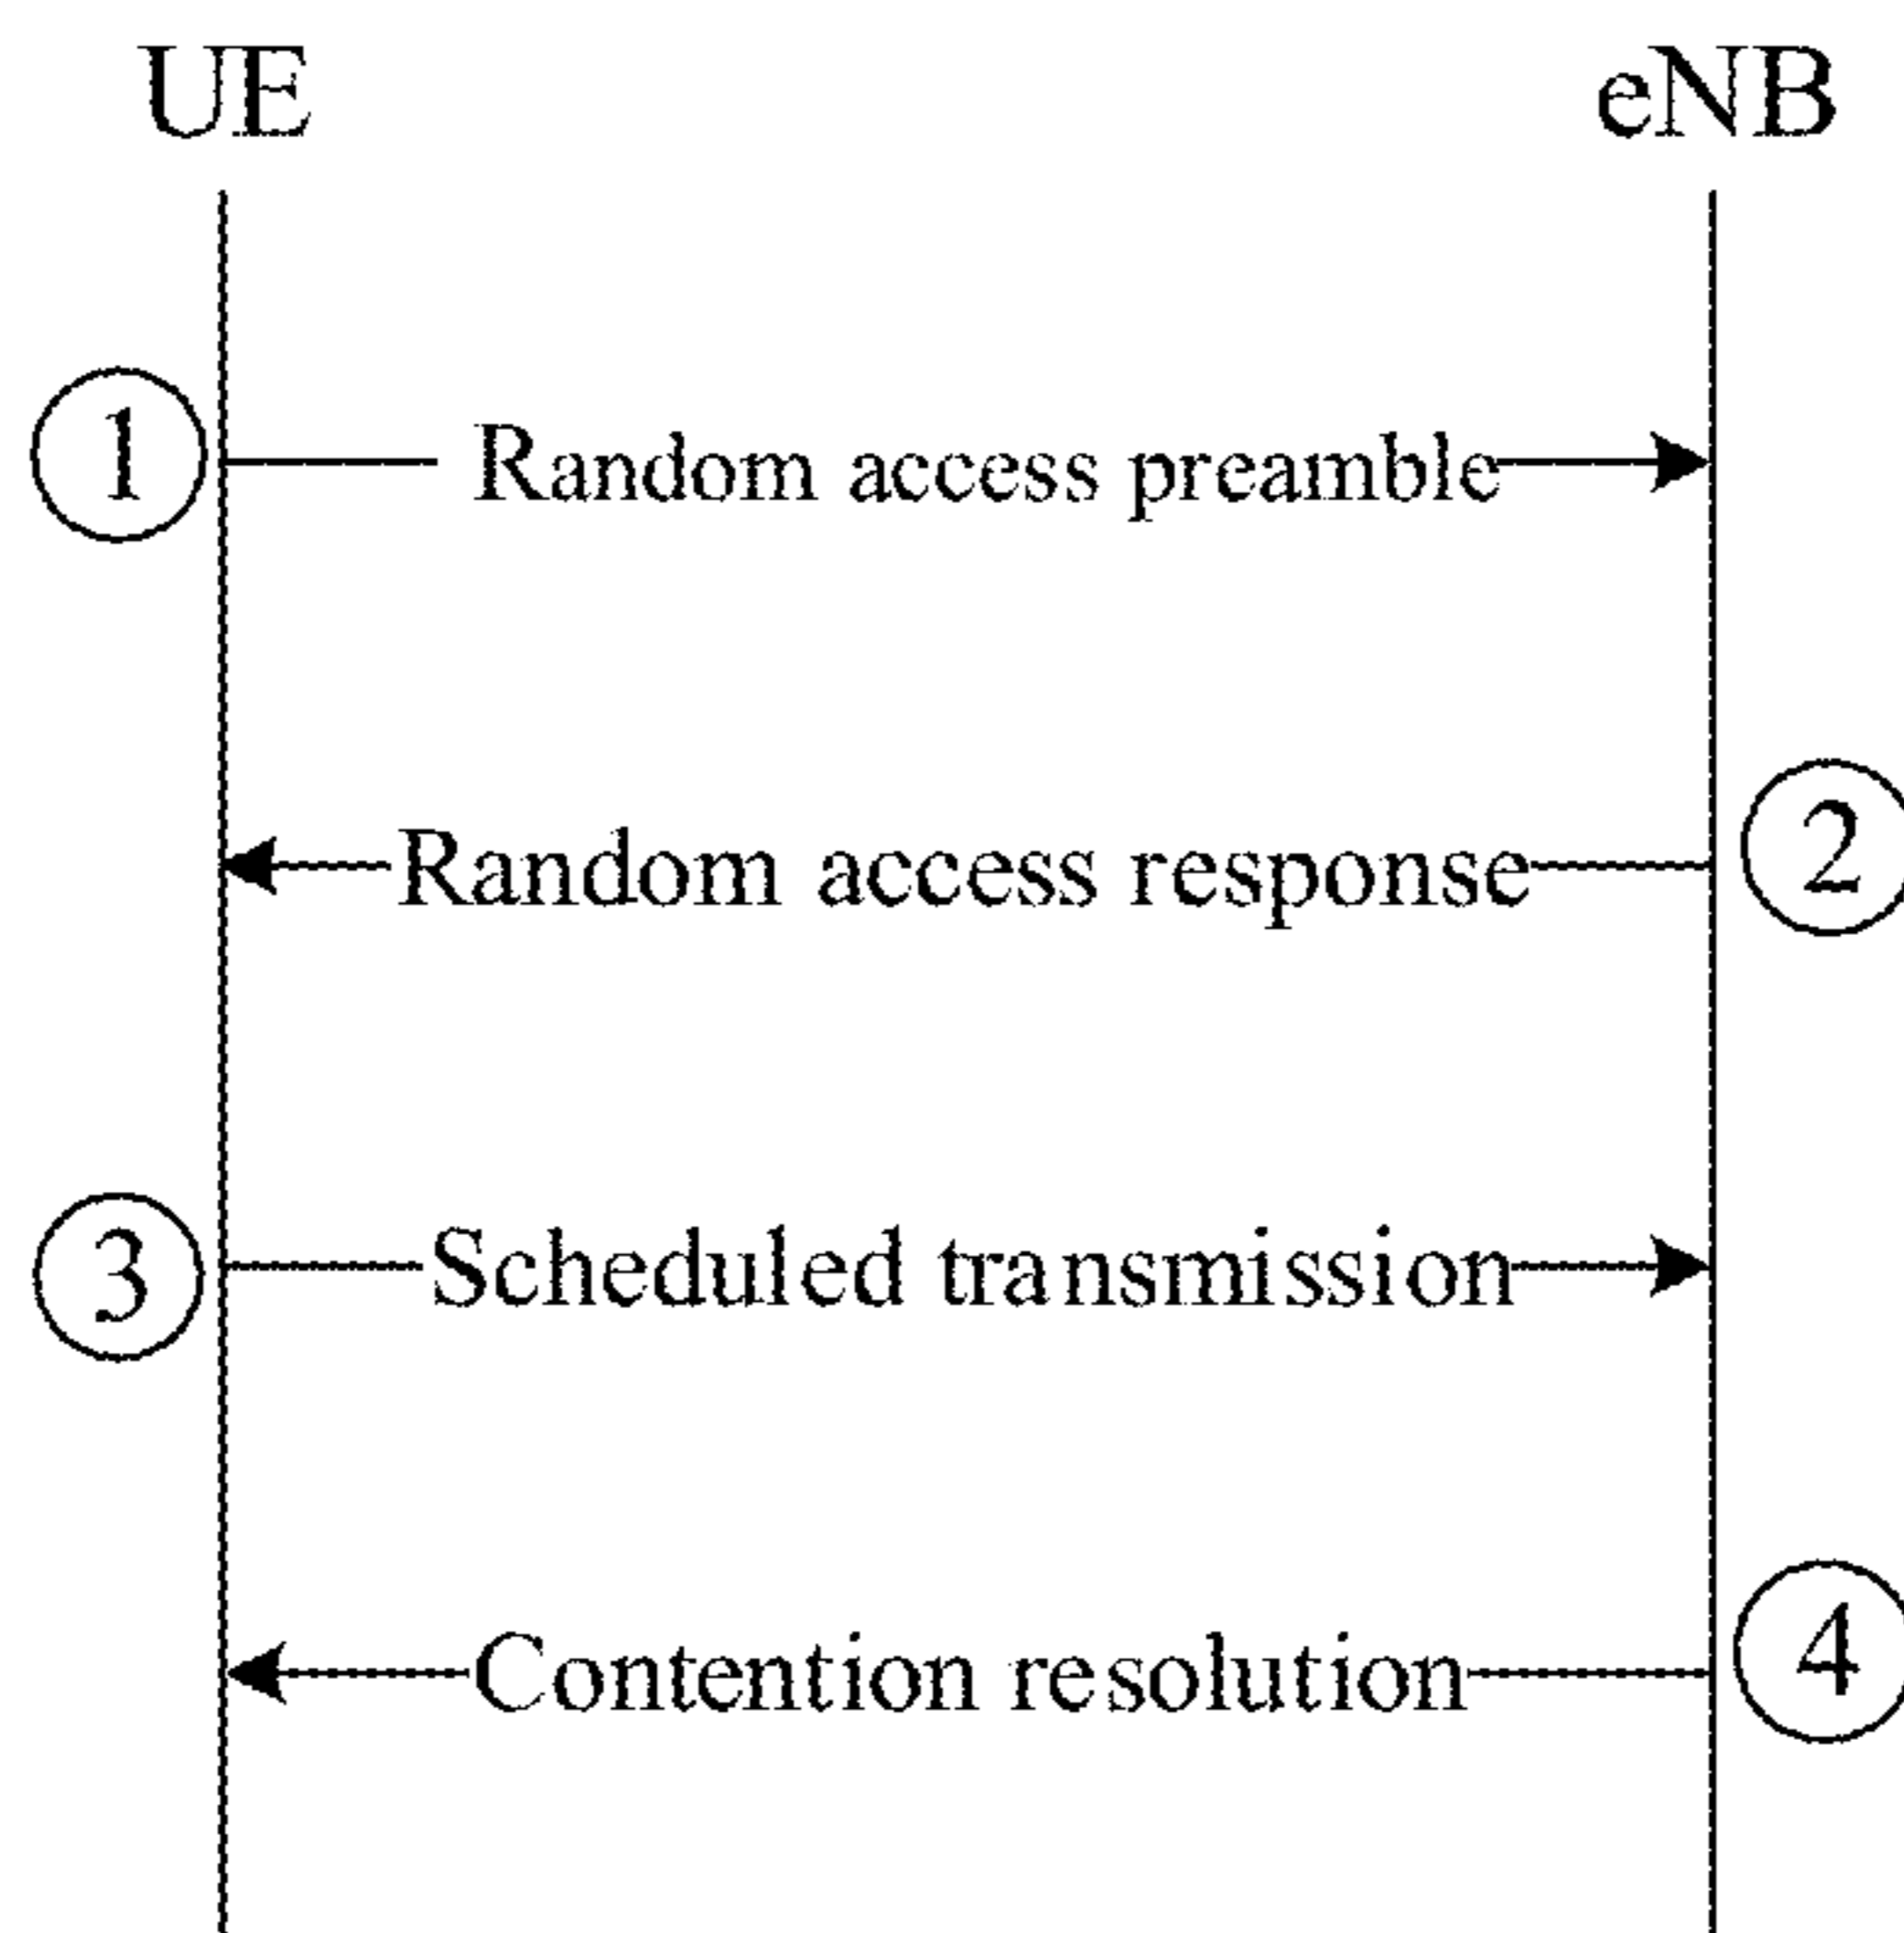 UE eNB
1 Random access preamble
Random access response 2
3 Scheduled transmission
Contention resolution 4